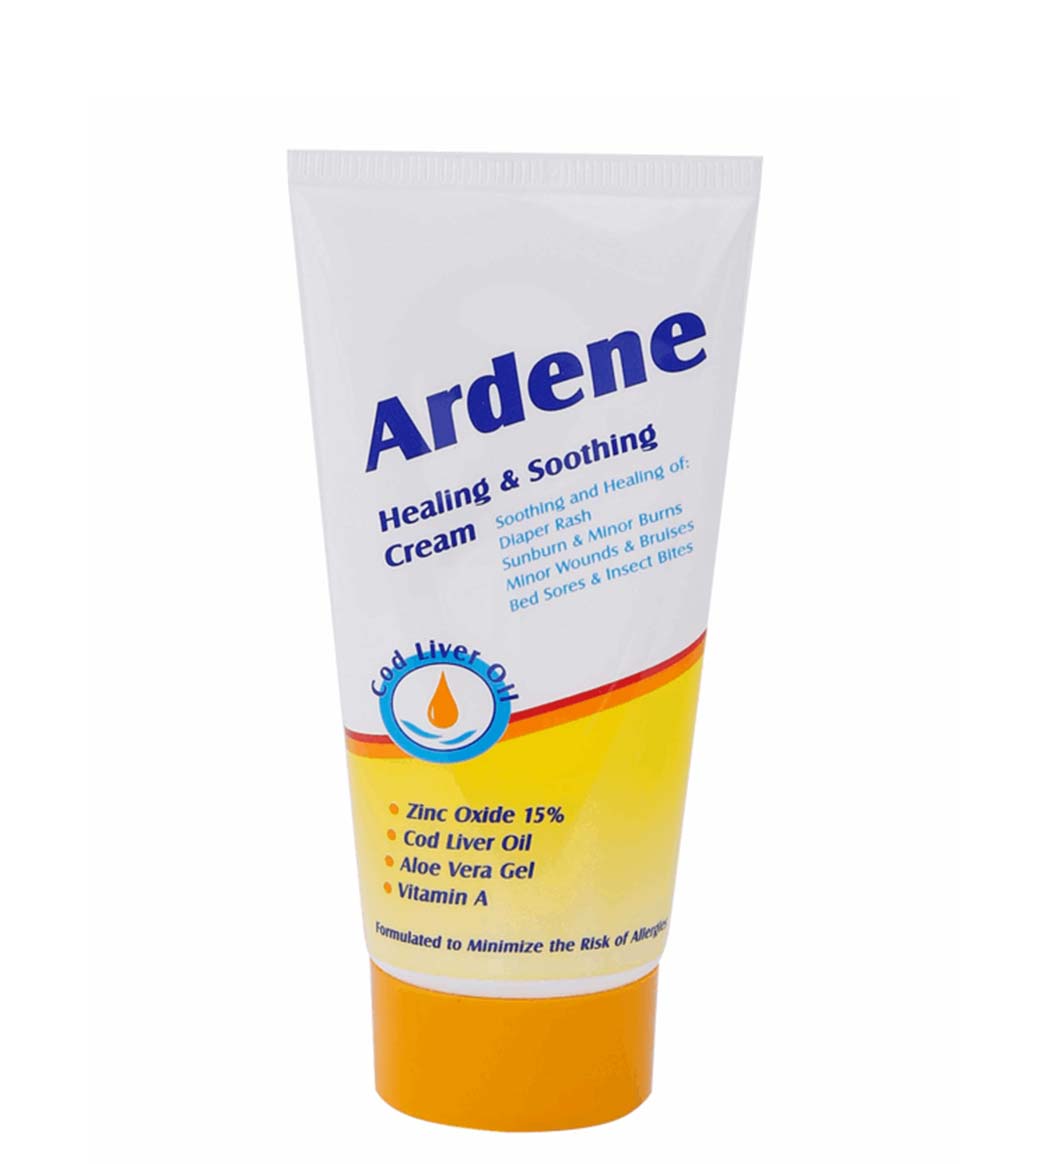 Ardene
Healing & Soothing
Cream
Soothing and Healing of:
Diaper Rash
Sunburn & Minor Burns
Minor Wounds & Bruises
Bed Sores & Insect Bites
Cod Liver Oil
Zinc Oxide 15%
Cod Liver Oil
Aloe Vera Gel
Vitamin A
Formulated to Minimize the Risk of Allergies